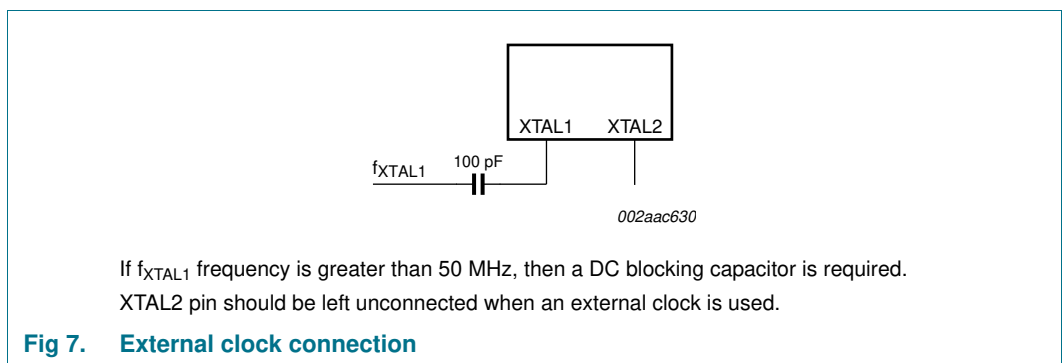 XTAL1 XTAL2
fXTAL1
100 pF
002aac630
If fXTAL1 frequency is greater than 50 MHz, then a DC blocking capacitor is required.
XTAL2 pin should be left unconnected when an external clock is used.
Fig 7. External clock connection